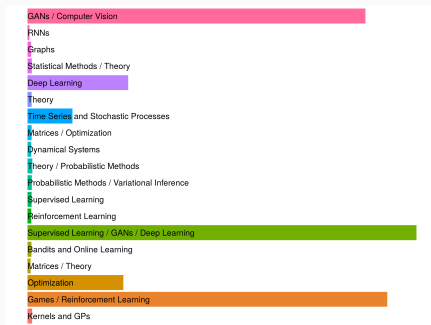 GANs / Computer Vision
RNNs
Graphs
Statistical Methods / Theory
Deep Learning
Theory
Time Series and Stochastic Processes
Matrices / Optimization
Dynamical Systems
Theory / Probabilistic Methods
Probabilistic Methods / Variational Inference
Supervised Learning
Reinforcement Learning
Supervised Learning / GANs / Deep Learning
Bandits and Online Learning
Matrices / Theory
Optimization
Games / Reinforcement Learning
Kernels and GPs